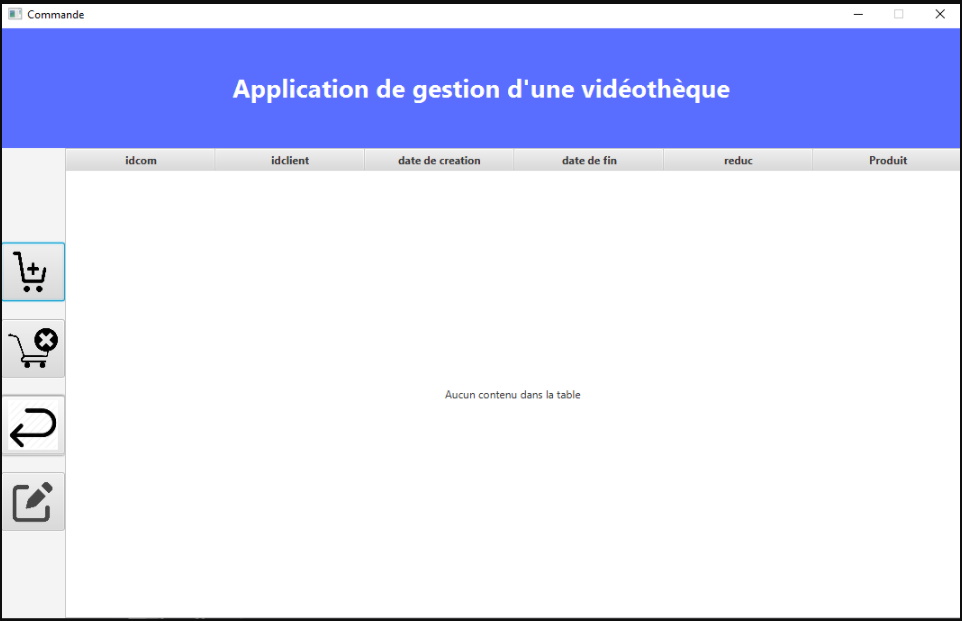 Commande
Application de gestion d'une vidéothèque
idcom idclient date de creation date de fin reduc Produit
Aucun contenu dans la table